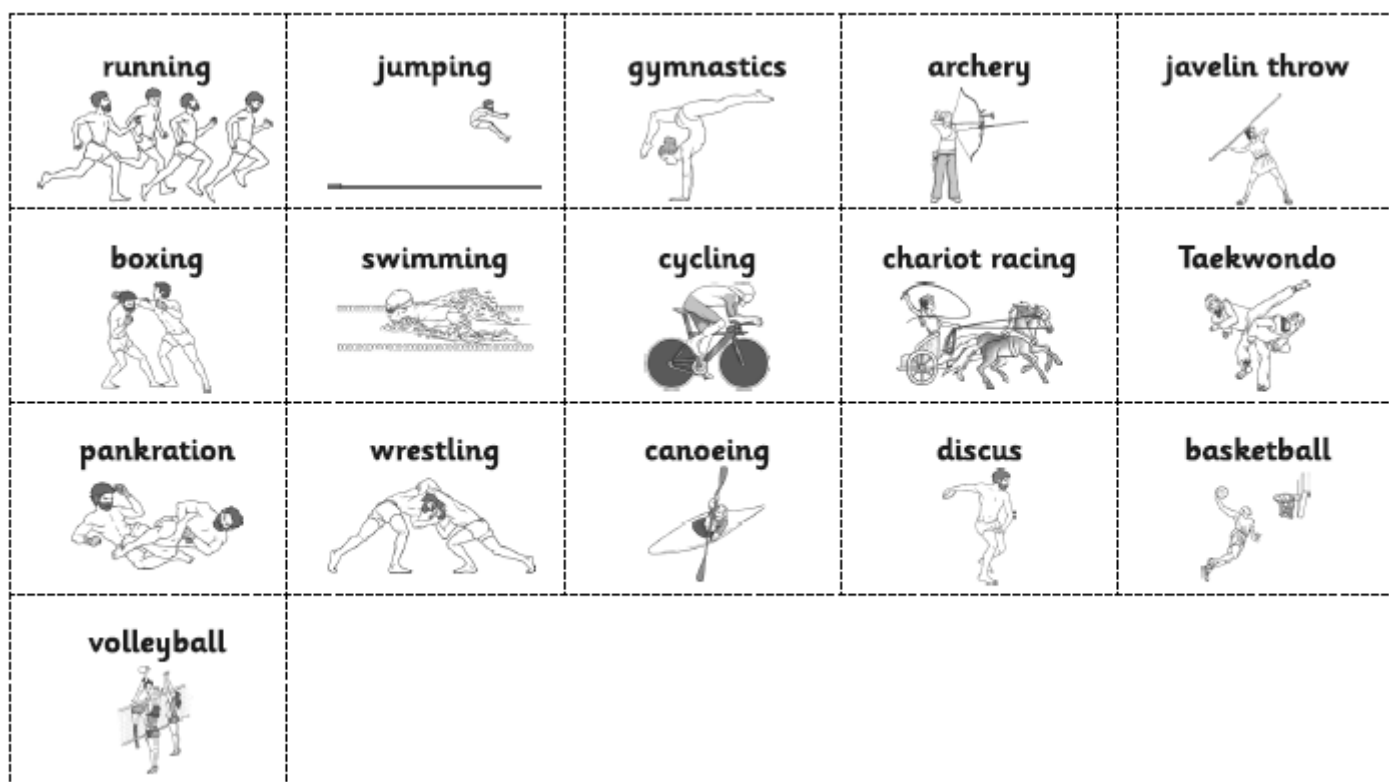 running
jumping
gymnastics
archery
javelin throw
boxing
swimming
cycling
chariot racing
Taekwondo
pankration
wrestling
canoeing
discus
basketball
volleyball